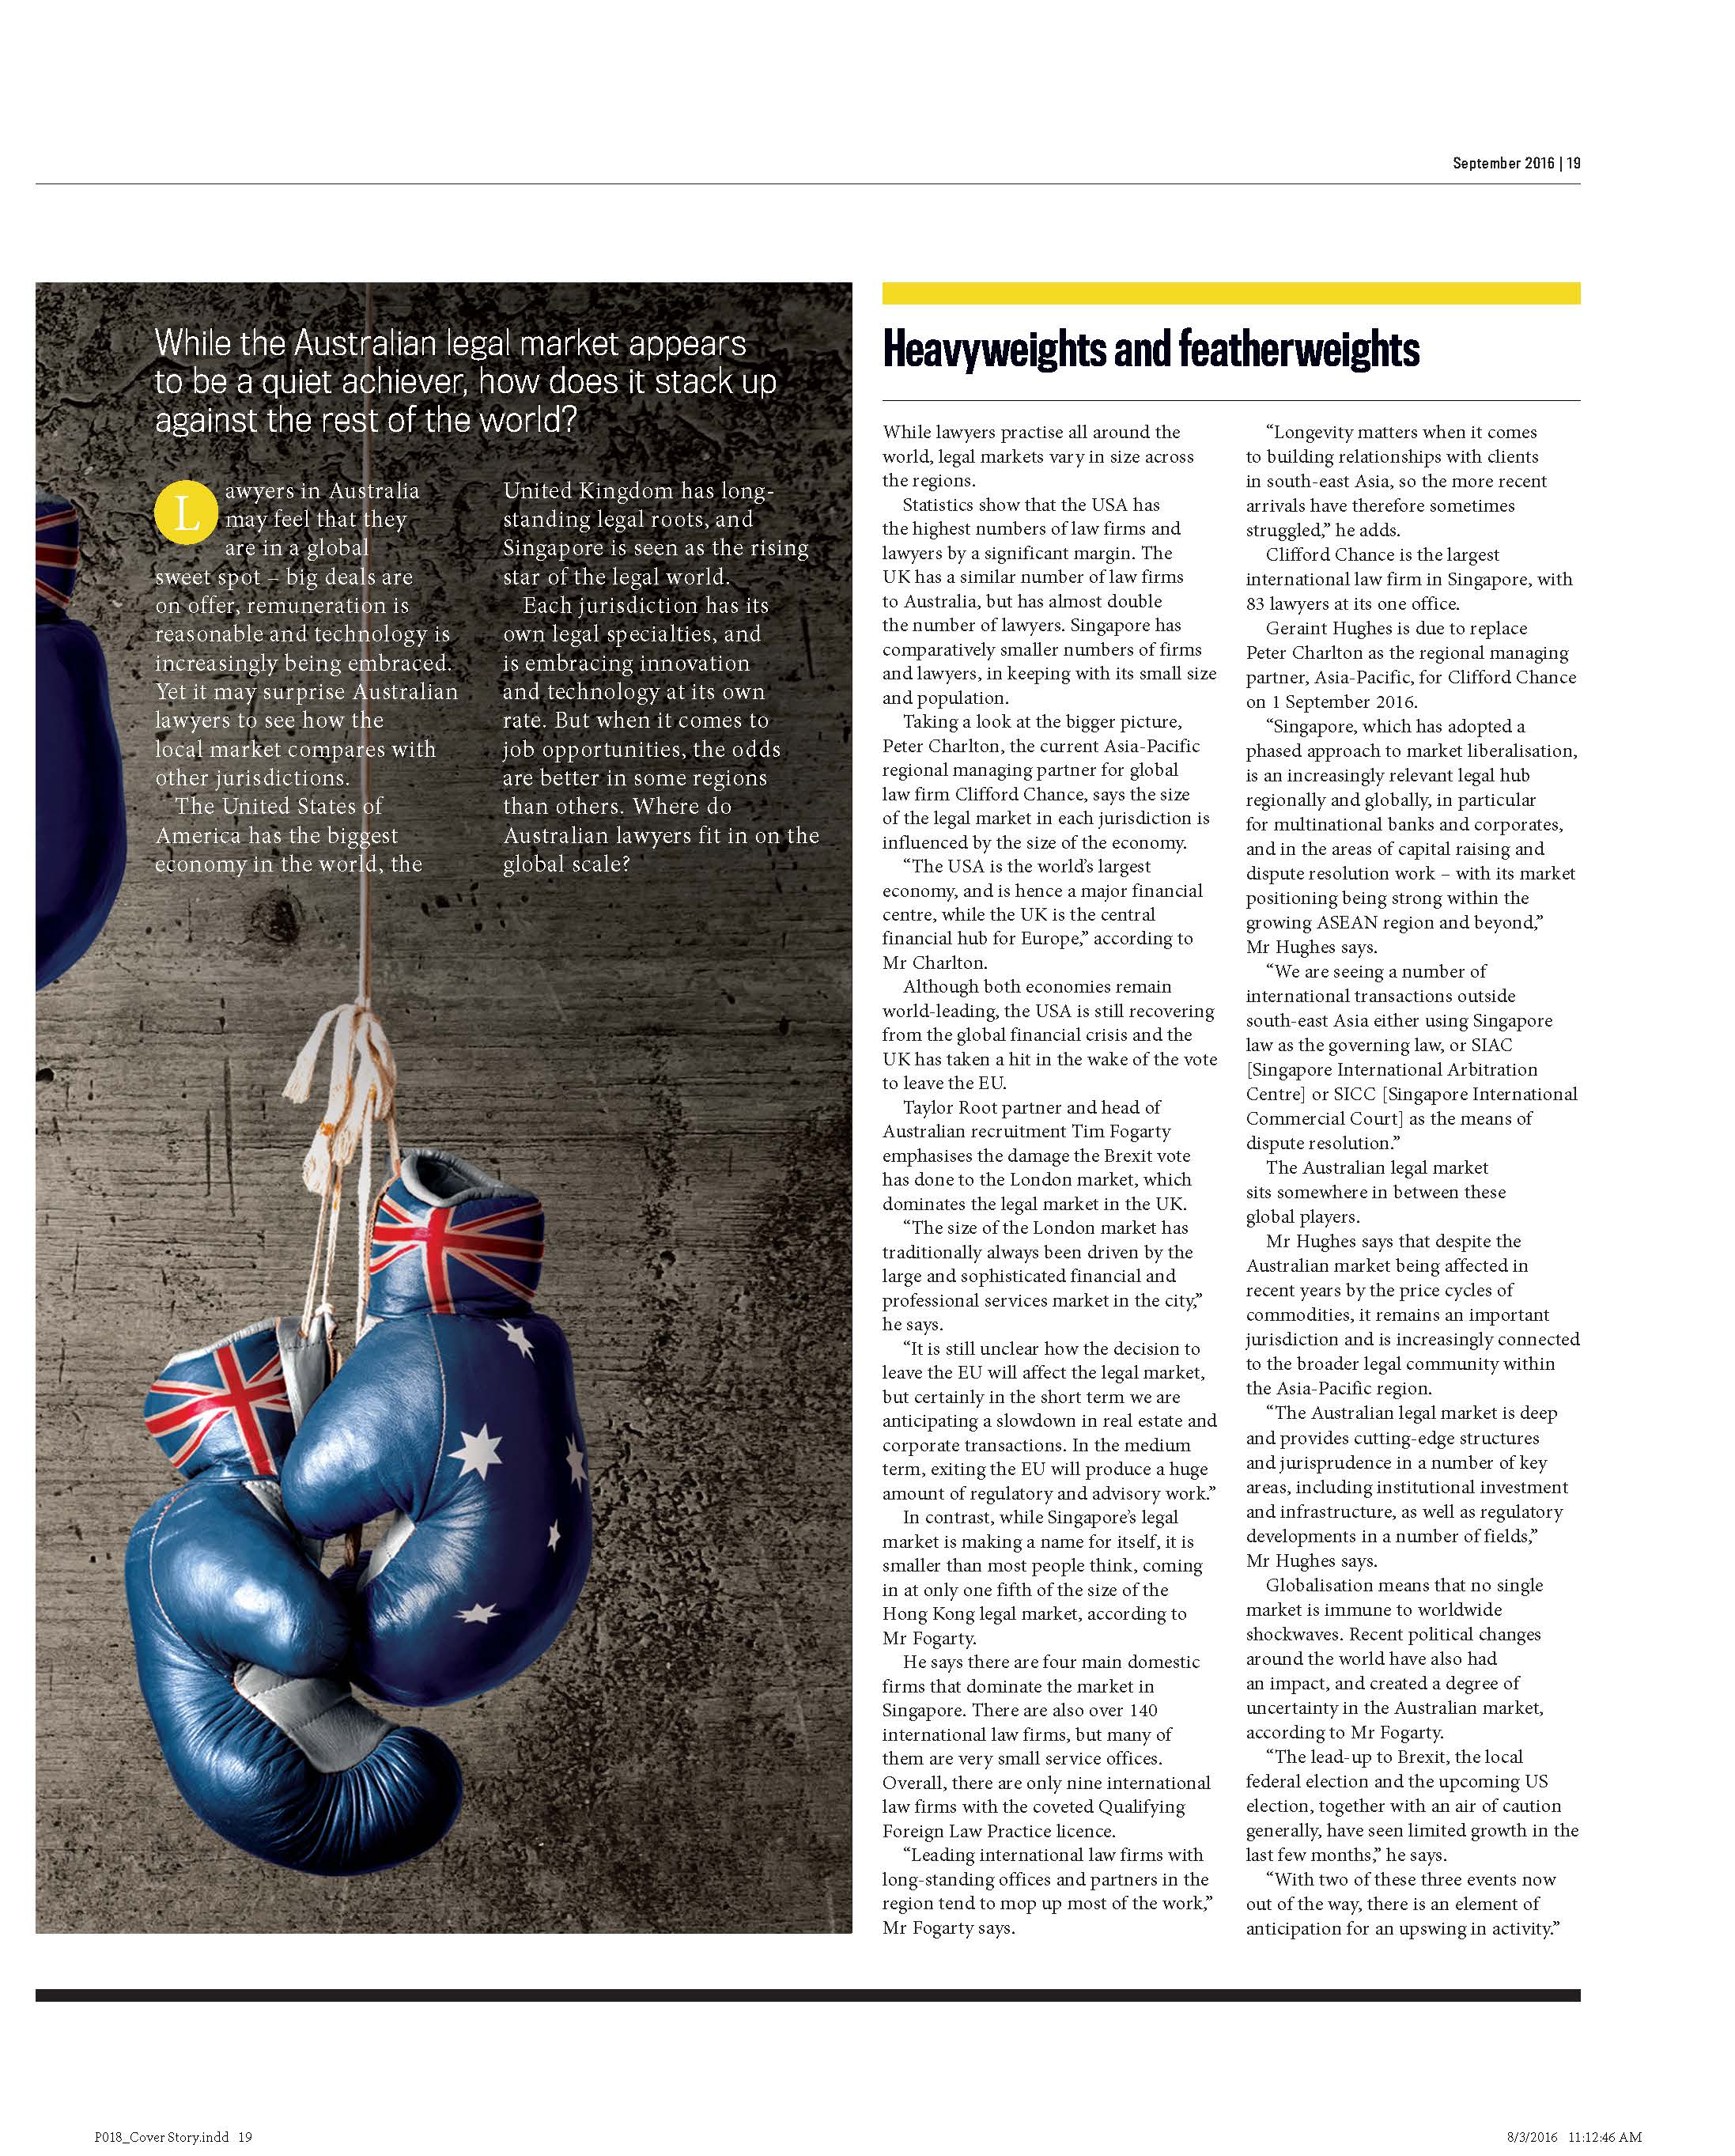 September 2016 | 19
While the Australian legal market appears
to be a quiet achiever, how does it stack up
against the rest of the world?
Lawyers in Australia
may feel that they
are in a global
sweet spot – big deals are
on offer, remuneration is
reasonable and technology is
increasingly being embraced.
Yet it may surprise Australian
lawyers to see how the
local market compares with
other jurisdictions.
The United States of
America has the biggest
economy in the world, the
United Kingdom has long-
standing legal roots, and
Singapore is seen as the rising
star of the legal world.
Each jurisdiction has its
own legal specialties, and
is embracing innovation
and technology at its own
rate. But when it comes to
job opportunities, the odds
are better in some regions
than others. Where do
Australian lawyers fit in on the
global scale?
Heavyweights and featherweights
While lawyers practise all around the
world, legal markets vary in size across
the regions.
Statistics show that the USA has
the highest numbers of law firms and
lawyers by a significant margin. The
UK has a similar number of law firms
to Australia, but has almost double
the number of lawyers. Singapore has
comparatively smaller numbers of firms
and lawyers, in keeping with its small size
and population.
Taking a look at the bigger picture,
Peter Charlton, the current Asia-Pacific
regional managing partner for global
law firm Clifford Chance, says the size
of the legal market in each jurisdiction is
influenced by the size of the economy.
“The USA is the world’s largest
economy, and is hence a major financial
centre, while the UK is the central
financial hub for Europe,” according to
Mr Charlton.
Although both economies remain
world-leading, the USA is still recovering
from the global financial crisis and the
UK has taken a hit in the wake of the vote
to leave the EU.
Taylor Root partner and head of
Australian recruitment Tim Fogarty
emphasises the damage the Brexit vote
has done to the London market, which
dominates the legal market in the UK.
“The size of the London market has
traditionally always been driven by the
large and sophisticated financial and
professional services market in the city,”
he says.
“It is still unclear how the decision to
leave the EU will affect the legal market,
but certainly in the short term we are
anticipating a slowdown in real estate and
corporate transactions. In the medium
term, exiting the EU will produce a huge
amount of regulatory and advisory work.”
In contrast, while Singapore’s legal
market is making a name for itself, it is
smaller than most people think, coming
in at only one fifth of the size of the
Hong Kong legal market, according to
Mr Fogarty.
He says there are four main domestic
firms that dominate the market in
Singapore. There are also over 140
international law firms, but many of
them are very small service offices.
Overall, there are only nine international
law firms with the coveted Qualifying
Foreign Law Practice licence.
“Leading international law firms with
long-standing offices and partners in the
region tend to mop up most of the work,”
Mr Fogarty says.
“Longevity matters when it comes
to building relationships with clients
in south-east Asia, so the more recent
arrivals have therefore sometimes
struggled,” he adds.
Clifford Chance is the largest
international law firm in Singapore, with
83 lawyers at its one office.
Geraint Hughes is due to replace
Peter Charlton as the regional managing
partner, Asia-Pacific, for Clifford Chance
on 1 September 2016.
“Singapore, which has adopted a
phased approach to market liberalisation,
is an increasingly relevant legal hub
regionally and globally, in particular
for multinational banks and corporates,
and in the areas of capital raising and
dispute resolution work – with its market
positioning being strong within the
growing ASEAN region and beyond,”
Mr Hughes says.
“We are seeing a number of
international transactions outside
south-east Asia either using Singapore
law as the governing law, or SIAC
[Singapore International Arbitration
Centre] or SICC [Singapore International
Commercial Court] as the means of
dispute resolution.”
The Australian legal market
sits somewhere in between these
global players.
Mr Hughes says that despite the
Australian market being affected in
recent years by the price cycles of
commodities, it remains an important
jurisdiction and is increasingly connected
to the broader legal community within
the Asia-Pacific region.
“The Australian legal market is deep
and provides cutting-edge structures
and jurisprudence in a number of key
areas, including institutional investment
and infrastructure, as well as regulatory
developments in a number of fields,”
Mr Hughes says.
Globalisation means that no single
market is immune to worldwide
shockwaves. Recent political changes
around the world have also had
an impact, and created a degree of
uncertainty in the Australian market,
according to Mr Fogarty.
“The lead-up to Brexit, the local
federal election and the upcoming US
election, together with an air of caution
generally, have seen limited growth in the
last few months,” he says.
“With two of these three events now
out of the way, there is an element of
anticipation for an upswing in activity.”
P018_Cover Story.indd 19
8/3/2016 11:12:46 AM